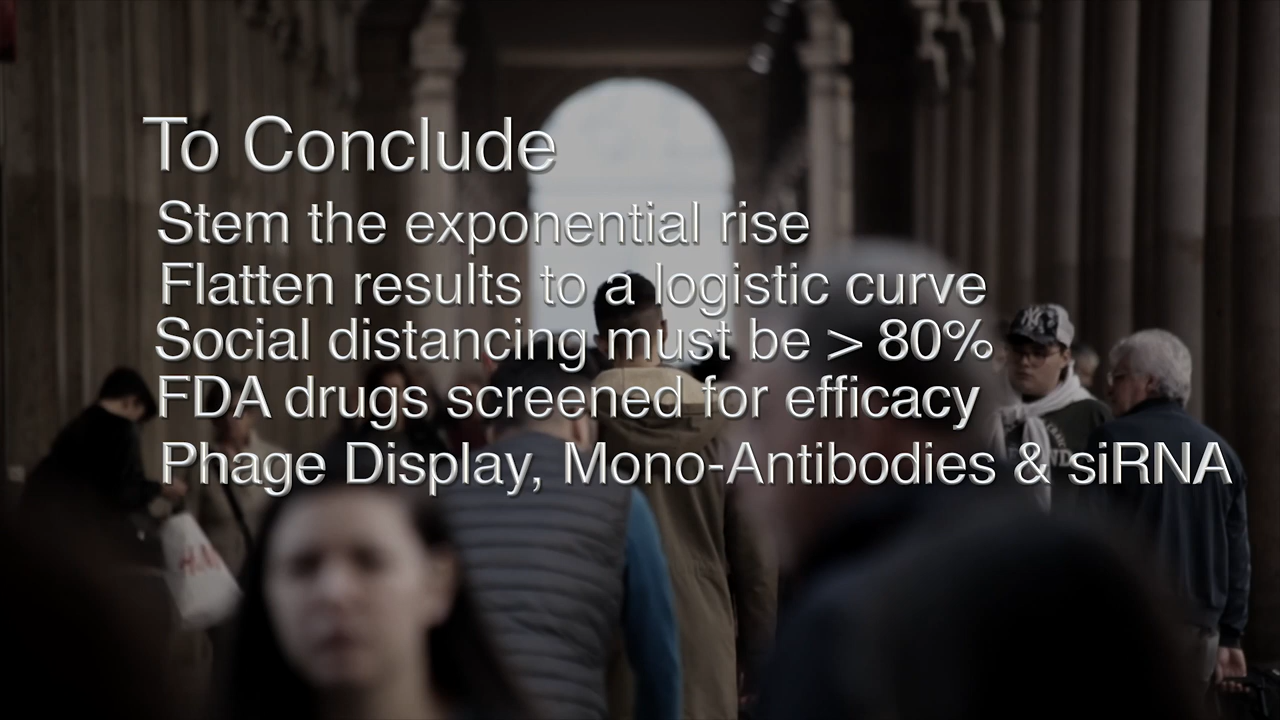 To Conclude
Stem the exponential rise
Flatten results to a logistic curve
Social distancing must be > 80%
FDA drugs screened for efficacy
Phage Display, Mono-Antibodies & siRNA
H&M